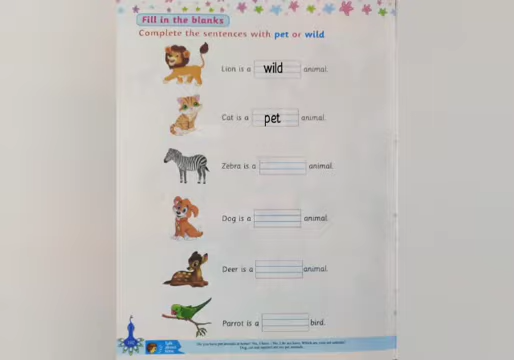 Fill in the blanks
Complete the sentences with pet or wild
Lion is a wild animal.
Cat is a pet animal.
Zebra is a animal.
Dog is a animal.
Deer is a animal.
Parrot is a bird.